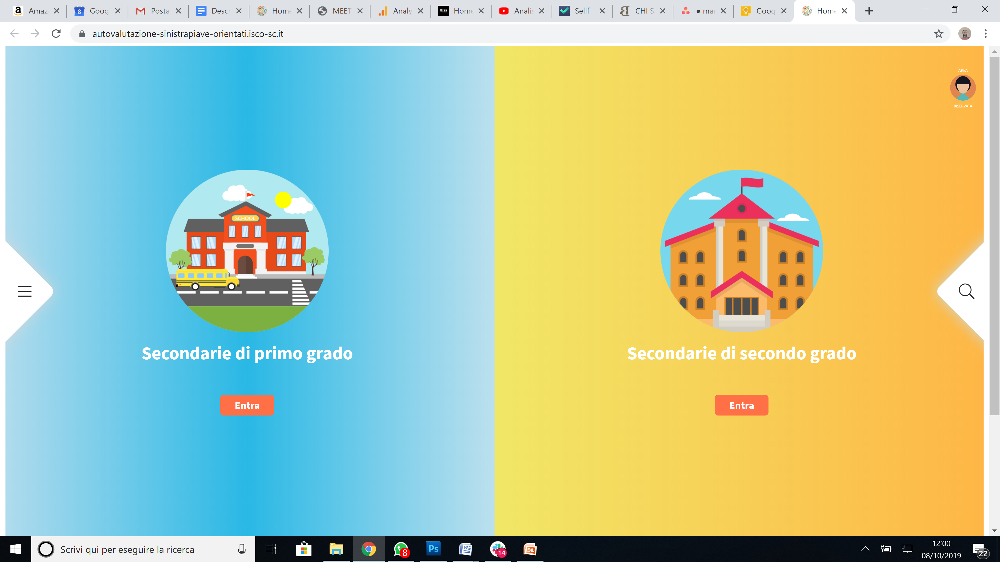 Amaz
8 Goog
Posta
Descr
Home
MEET
Analy
MISE Home
Analis
Sellf
CHI S
● mar
Goog
Home
autovalutazione-sinistrapiave-orientati.isco-sc.it
AREA
RISERVATA
SCHOOL
Secondarie di primo grado
Secondarie di secondo grado
Entra
Entra
Scrivi qui per eseguire la ricerca
8
Ps
W
14
12:00
08/10/2019
22